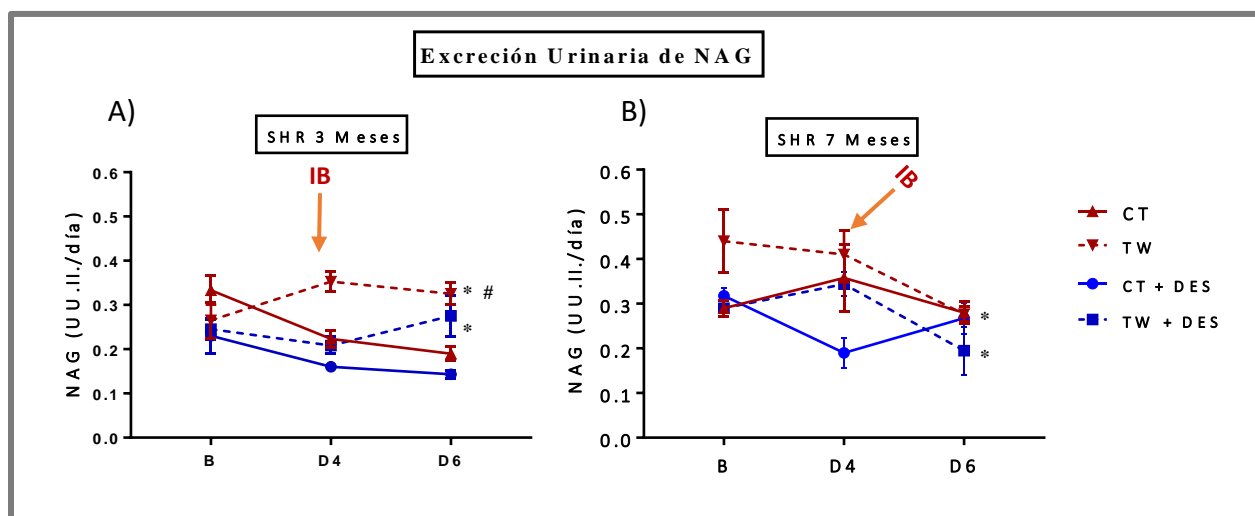 Excreción Urinaria de NAG
A)
SHR 3 Meses
IB
NAG (UU.II./día)
0.6
0.5
0.4
0.3
0.2
0.1
0.0
B D4 D6
* #
*
B)
SHR 7 Meses
IB
NAG (UU.II./día)
0.6
0.5
0.4
0.3
0.2
0.1
0.0
B D4 D6
*
*
CT
TW
CT + DES
TW + DES